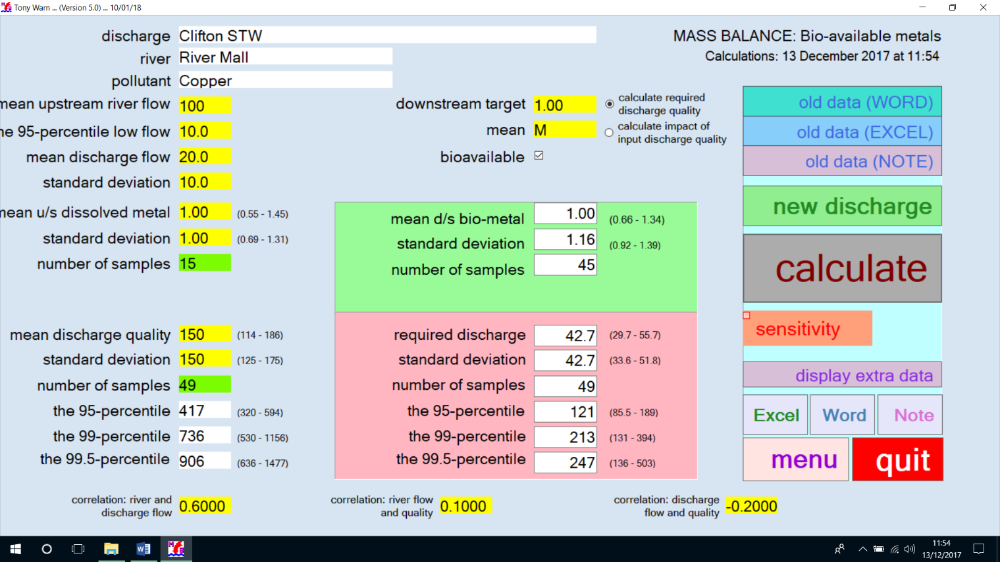 Tony Warn ... (Version 5.0) ... 10/01/18
discharge Clifton STW
MASS BALANCE: Bio-available metals
river River Mall
Calculations: 13 December 2017 at 11:54
pollutant Copper
mean upstream river flow 100
downstream target 1.00
calculate required
discharge quality
he 95-percentile low flow 10.0
mean M
calculate impact of
input discharge quality
mean discharge flow 20.0
bioavailable
standard deviation 10.0
mean u/s dissolved metal 1.00 (0.55 - 1.45)
standard deviation 1.00 (0.69 - 1.31)
number of samples 15
mean d/s bio-metal 1.00 (0.66 - 1.34)
standard deviation 1.16 (0.92 - 1.39)
number of samples 45
mean discharge quality 150 (114 - 186)
standard deviation 150 (125 - 175)
number of samples 49
the 95-percentile 417 (320 - 594)
the 99-percentile 736 (530 - 1156)
the 99.5-percentile 906 (636 - 1477)
required discharge 42.7 (29.7 - 55.7)
standard deviation 42.7 (33.6 - 51.8)
number of samples 49
the 95-percentile 121 (85.5 - 189)
the 99-percentile 213 (131 - 394)
the 99.5-percentile 247 (136 - 503)
old data (WORD)
old data (EXCEL)
old data (NOTE)
new discharge
calculate
sensitivity
display extra data
Excel Word Note
menu quit
correlation: river and
discharge flow 0.6000
correlation: river flow
and quality 0.1000
correlation: discharge
flow and quality -0.2000
11:54
13/12/2017